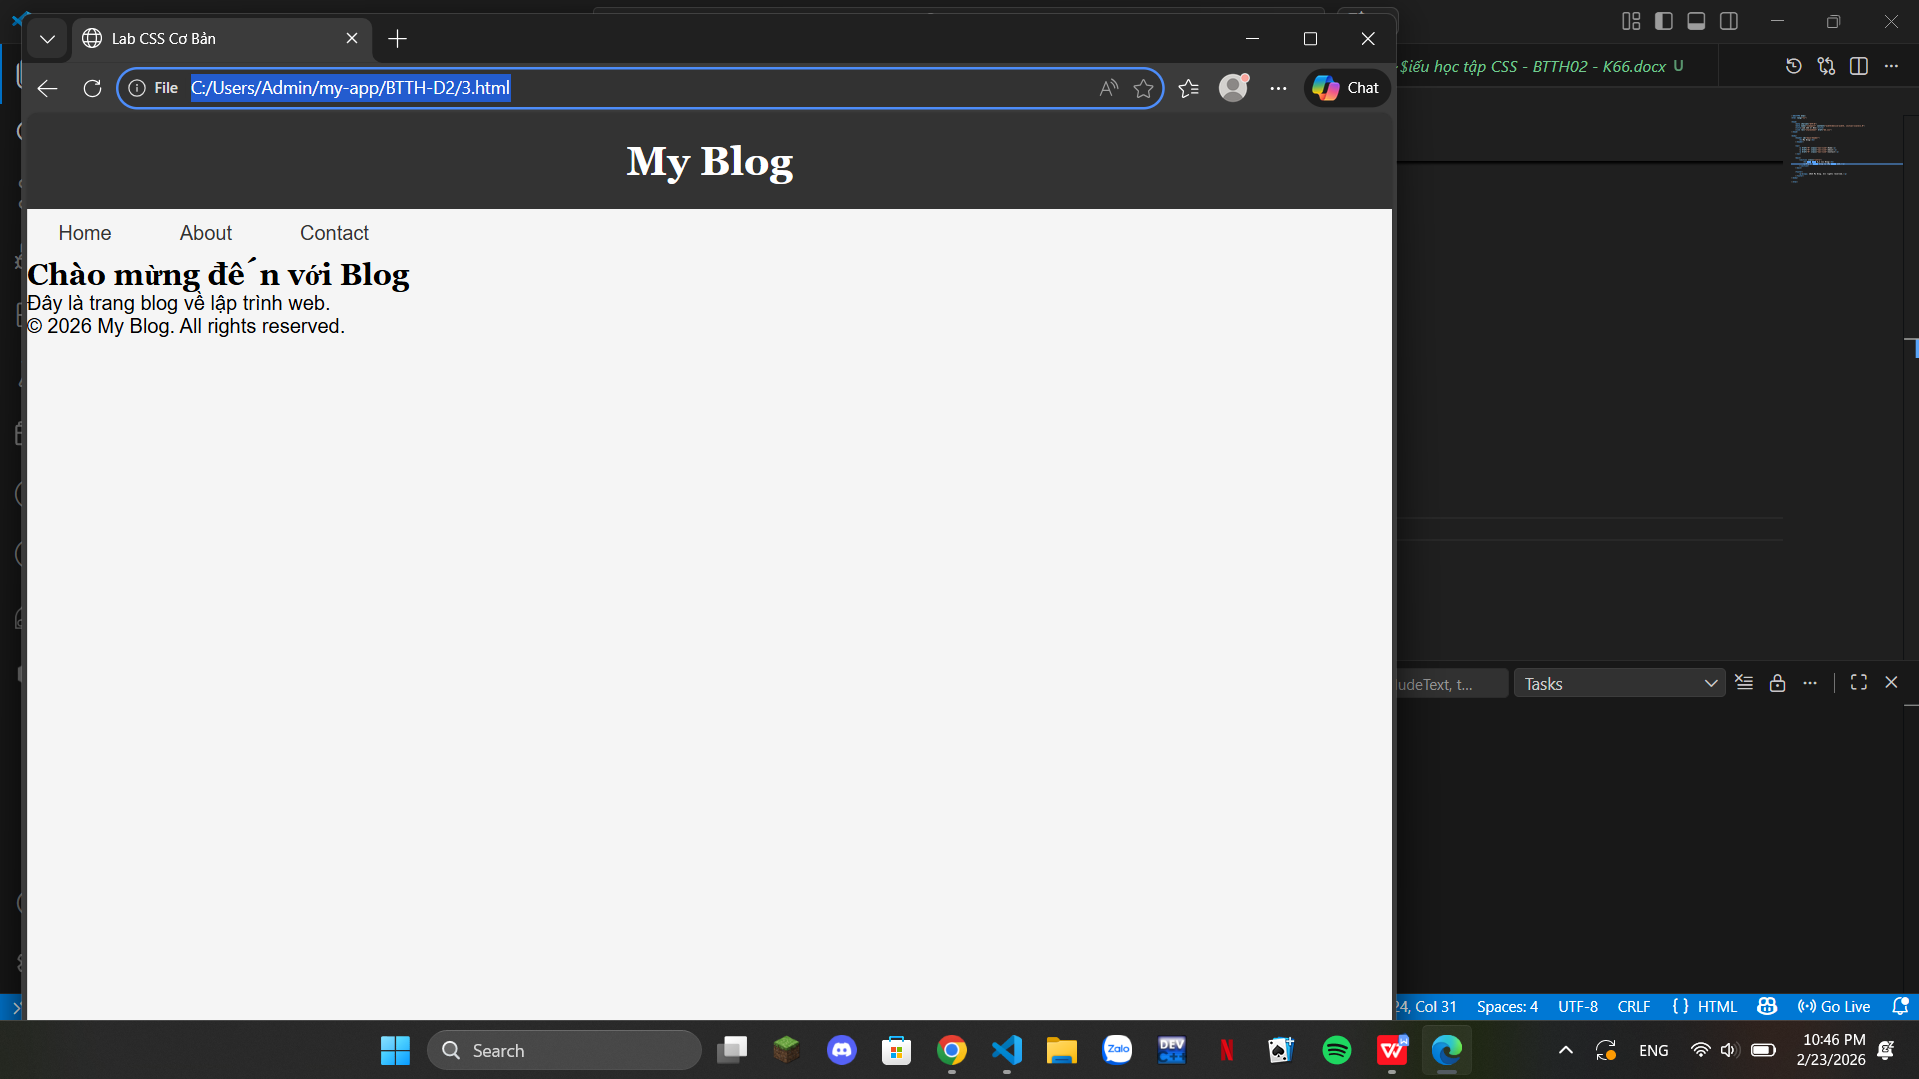 Lab CSS Cơ Bản
$iếu học tập CSS - BTTH02 - K66.docx U
File C:/Users/Admin/my-app/BTTH-D2/3.html
Chat
My Blog
Home About Contact
Chào mừng đến với Blog
Đây là trang blog về lập trình web.
© 2026 My Blog. All rights reserved.
Tasks
Col 31 Spaces: 4 UTF-8 CRLF {} HTML Go Live
Search
Zalo
DEV C++
ENG
10:46 PM
2/23/2026